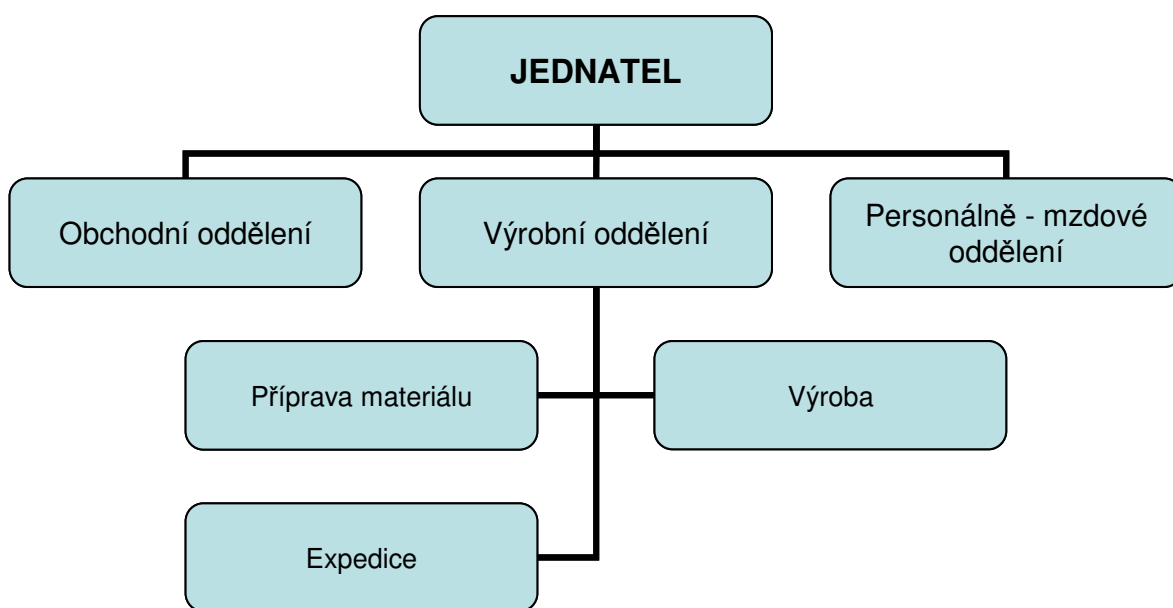 JEDNATEL
Obchodní oddělení
Výrobní oddělení
Personálně - mzdové
oddělení
Příprava materiálu
Výroba
Expedice